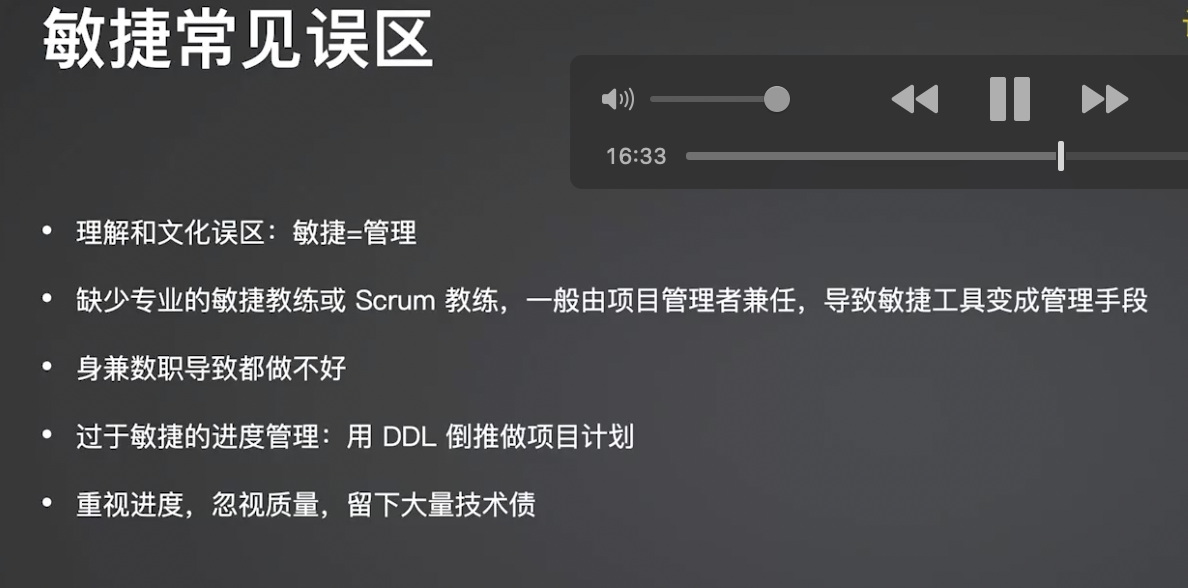 敏捷常见误区
16:33
• 理解和文化误区：敏捷=管理
• 缺少专业的敏捷教练或 Scrum 教练，一般由项目管理者兼任，导致敏捷工具变成管理手段
• 身兼数职导致都做不好
• 过于敏捷的进度管理：用 DDL 倒推做项目计划
• 重视进度，忽视质量，留下大量技术债